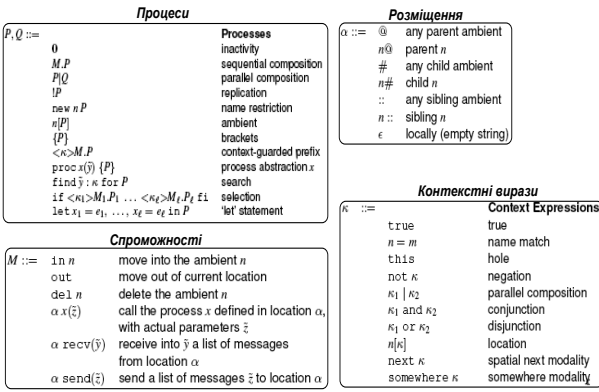 Процеси
P, Q ::= Processes
0 inactivity
M.P sequential composition
P|Q parallel composition
!P replication
new n P name restriction
n[P] ambient
{P} brackets
<κ>M.P context-guarded prefix
proc x(ỹ) {P} process abstraction x
find ỹ : κ for P search
if <κ₁>M₁.P₁ … <κℓ>Mℓ.Pℓ fi selection
let x₁ = e₁, …, xℓ = eℓ in P 'let' statement
Спроможності
M ::= in n move into the ambient n
out move out of current location
del n delete the ambient n
α x(z̃) call the process x defined in location α,
with actual parameters z̃
α recv(ỹ) receive into ỹ a list of messages
from location α
α send(z̃) send a list of messages z̃ to location α
Розміщення
α ::= @ any parent ambient
n@ parent n
# any child ambient
n# child n
:: any sibling ambient
n :: sibling n
ϵ locally (empty string)
Контекстні вирази
κ ::= Context Expressions
true true
n = m name match
this hole
not κ negation
κ₁ | κ₂ parallel composition
κ₁ and κ₂ conjunction
κ₁ or κ₂ disjunction
n[κ] location
next κ spatial next modality
somewhere κ somewhere modality